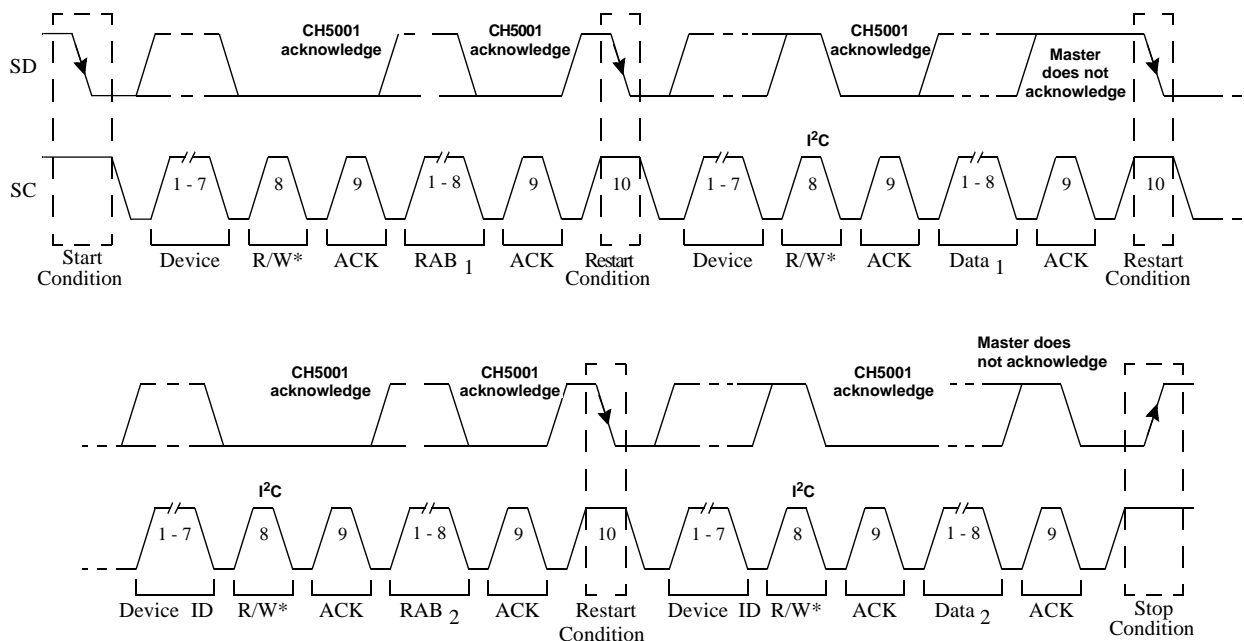 CH5001
acknowledge
CH5001
acknowledge
CH5001
acknowledge
Master
does not
acknowledge
SD
I²C
SC
1 - 7
8
9
1 - 8
9
10
1 - 7
8
9
1 - 8
9
10
Start
Condition
Device
R/W*
ACK
RAB 1
ACK
Restart
Condition
Device
R/W*
ACK
Data 1
ACK
Restart
Condition
CH5001
acknowledge
CH5001
acknowledge
CH5001
acknowledge
Master does
not acknowledge
I²C
I²C
1 - 7
8
9
1 - 8
9
10
1 - 7
8
9
1 - 8
9
Device ID
R/W*
ACK
RAB 2
ACK
Restart
Condition
Device ID
R/W*
ACK
Data 2
ACK
Stop
Condition